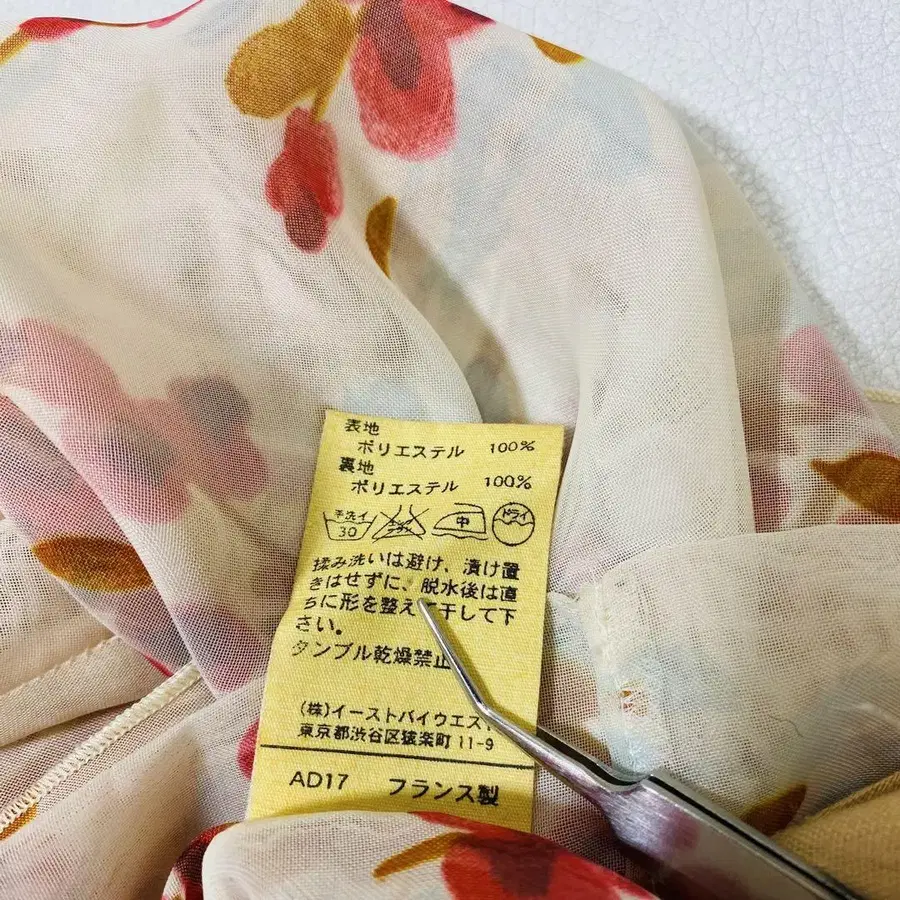 表地
ポリエステル 100%
裏地
ポリエステル 100%
手洗イ 30 中 ドライ
揉み洗いは避け、漬け置
きはせずに、脱水後は直
ちに形を整え 干して下
さい。
タンブル乾燥禁止
(株)イーストバイウエスト
東京都渋谷区猿楽町 11-9
AD17 フランス製